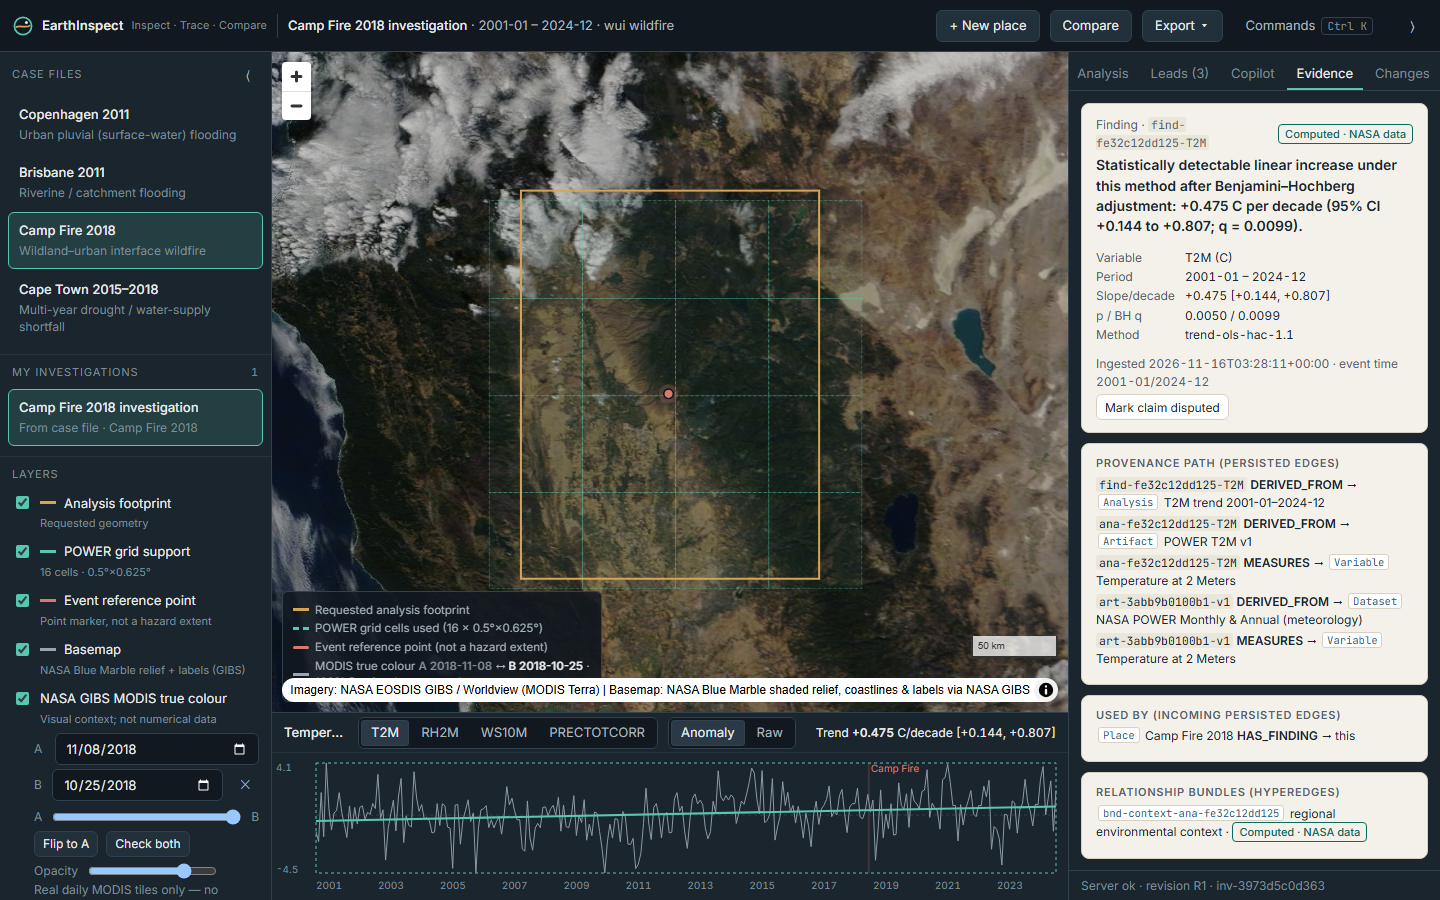 EarthInspect Inspect · Trace · Compare
Camp Fire 2018 investigation · 2001-01 – 2024-12 · wui wildfire
+ New place
Compare
Export
Commands Ctrl K
CASE FILES
Copenhagen 2011
Urban pluvial (surface-water) flooding
Brisbane 2011
Riverine / catchment flooding
Camp Fire 2018
Wildland–urban interface wildfire
Cape Town 2015–2018
Multi-year drought / water-supply
shortfall
MY INVESTIGATIONS 1
Camp Fire 2018 investigation
From case file · Camp Fire 2018
LAYERS
Analysis footprint
Requested geometry
POWER grid support
16 cells · 0.5°×0.625°
Event reference point
Point marker, not a hazard extent
Basemap
NASA Blue Marble relief + labels (GIBS)
NASA GIBS MODIS true colour
Visual context; not numerical data
A 11/08/2018
B 10/25/2018
A B
Flip to A
Check both
Opacity
Real daily MODIS tiles only — no
Requested analysis footprint
POWER grid cells used (16 × 0.5°×0.625°)
Event reference point (not a hazard extent)
MODIS true colour A 2018-11-08 ↔ B 2018-10-25 ·
50 km
Imagery: NASA EOSDIS GIBS / Worldview (MODIS Terra) | Basemap: NASA Blue Marble shaded relief, coastlines & labels via NASA GIBS
Temper...
T2M
RH2M
WS10M
PRECTOTCORR
Anomaly
Raw
Trend +0.475 C/decade [+0.144, +0.807]
4.1
Camp Fire
-4.5
2001 2003 2005 2007 2009 2011 2013 2015 2017 2019 2021 2023
Analysis
Leads (3)
Copilot
Evidence
Changes
Finding · find-
fe32c12dd125-T2M
Computed · NASA data
Statistically detectable linear increase under
this method after Benjamini–Hochberg
adjustment: +0.475 C per decade (95% CI
+0.144 to +0.807; q = 0.0099).
Variable T2M (C)
Period 2001-01 – 2024-12
Slope/decade +0.475 [+0.144, +0.807]
p / BH q 0.0050 / 0.0099
Method trend-ols-hac-1.1
Ingested 2026-11-16T03:28:11+00:00 · event time
2001-01/2024-12
Mark claim disputed
PROVENANCE PATH (PERSISTED EDGES)
find-fe32c12dd125-T2M DERIVED_FROM →
Analysis T2M trend 2001-01–2024-12
ana-fe32c12dd125-T2M DERIVED_FROM →
Artifact POWER T2M v1
ana-fe32c12dd125-T2M MEASURES → Variable
Temperature at 2 Meters
art-3abb9b0100b1-v1 DERIVED_FROM → Dataset
NASA POWER Monthly & Annual (meteorology)
art-3abb9b0100b1-v1 MEASURES → Variable
Temperature at 2 Meters
USED BY (INCOMING PERSISTED EDGES)
Place Camp Fire 2018 HAS_FINDING → this
RELATIONSHIP BUNDLES (HYPEREDGES)
bnd-context-ana-fe32c12dd125 regional
environmental context · Computed · NASA data
Server ok · revision R1 · inv-3973d5c0d363